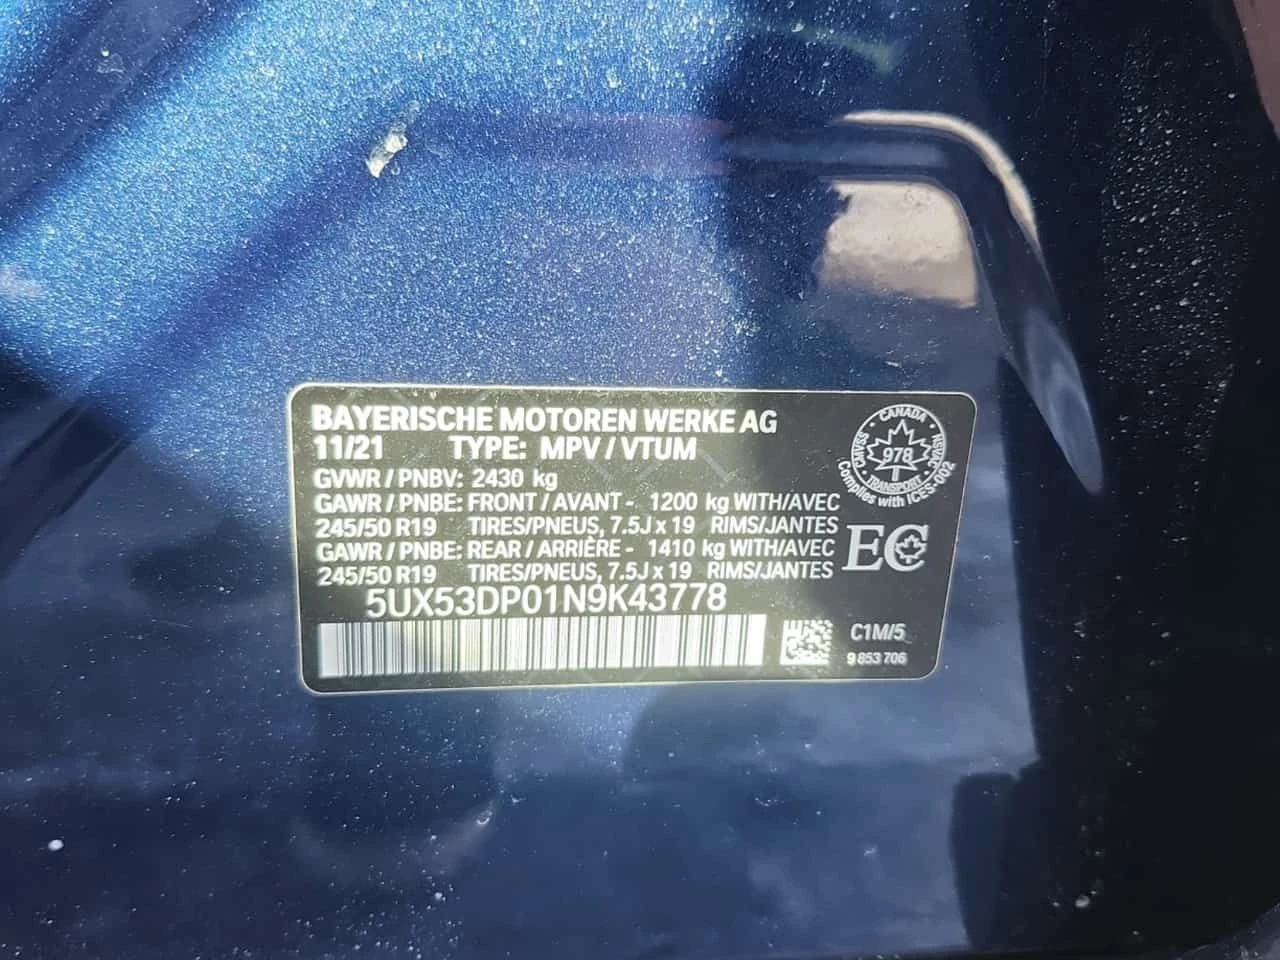 BAYERISCHE MOTOREN WERKE AG
11/21 TYPE: MPV / VTUM
GVWR / PNBV: 2430 kg
GAWR / PNBE: FRONT / AVANT - 1200 kg WITH/AVEC
245/50 R19 TIRES/PNEUS, 7.5J x 19 RIMS/JANTES
GAWR / PNBE: REAR / ARRIÈRE - 1410 kg WITH/AVEC
245/50 R19 TIRES/PNEUS, 7.5J x 19 RIMS/JANTES
5UX53DP01N9K43778
CANADA
CMVSS
NSVAC
978
TRANSPORT
Complies with ICES-002
EC
C1M/5
9 853 706